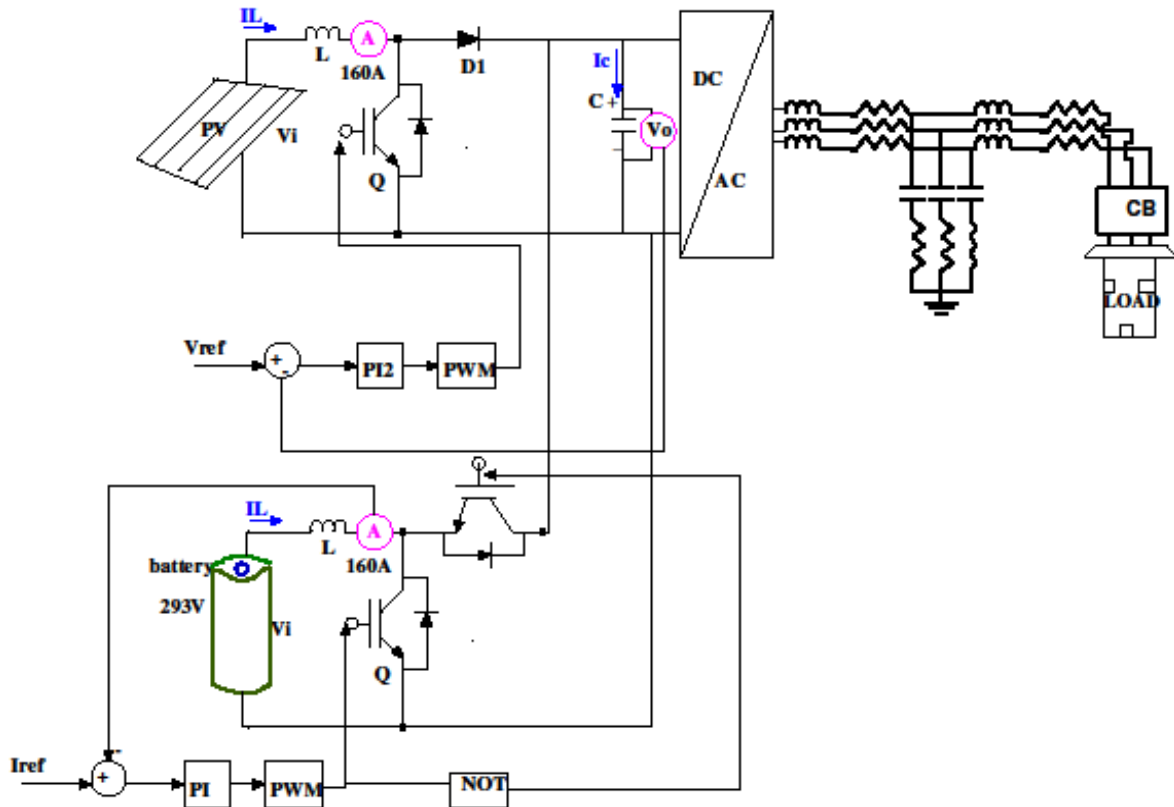 IL
A
L
160A
D1
Ic
DC
C +
PV
Vi
Vo
Q
AC
CB
LOAD
Vref
+
-
PI2
PWM
IL
A
L
160A
battery
293V
Vi
Q
-
Iref
+
PI
PWM
NOT